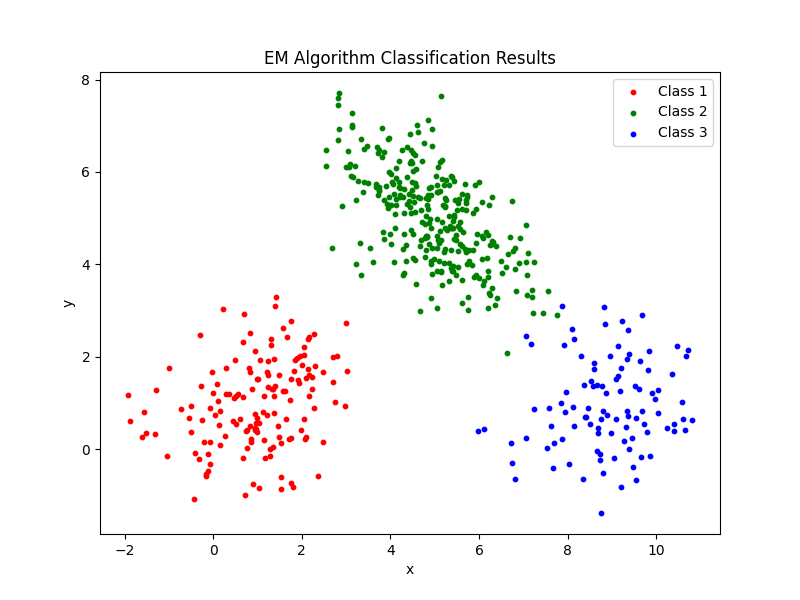 EM Algorithm Classification Results
Class 1
Class 2
Class 3
8
6
4
2
0
y
−2 0 2 4 6 8 10
x